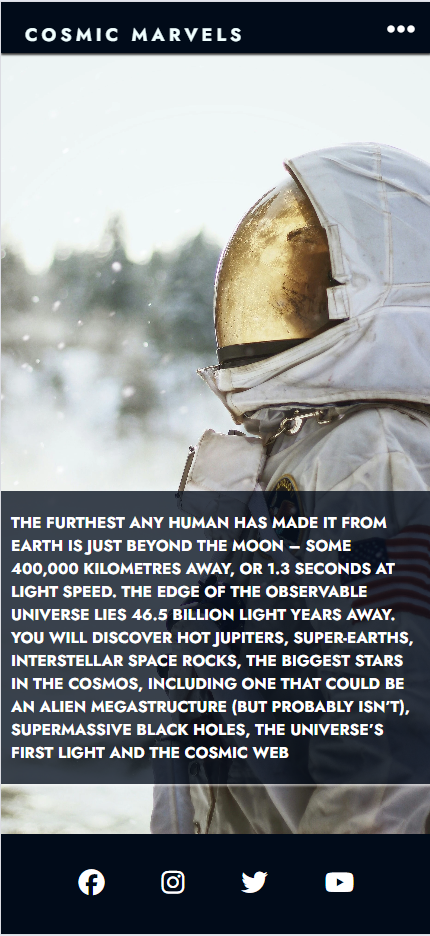 COSMIC MARVELS
THE FURTHEST ANY HUMAN HAS MADE IT FROM
EARTH IS JUST BEYOND THE MOON – SOME
400,000 KILOMETRES AWAY, OR 1.3 SECONDS AT
LIGHT SPEED. THE EDGE OF THE OBSERVABLE
UNIVERSE LIES 46.5 BILLION LIGHT YEARS AWAY.
YOU WILL DISCOVER HOT JUPITERS, SUPER-EARTHS,
INTERSTELLAR SPACE ROCKS, THE BIGGEST STARS
IN THE COSMOS, INCLUDING ONE THAT COULD BE
AN ALIEN MEGASTRUCTURE (BUT PROBABLY ISN’T),
SUPERMASSIVE BLACK HOLES, THE UNIVERSE’S
FIRST LIGHT AND THE COSMIC WEB